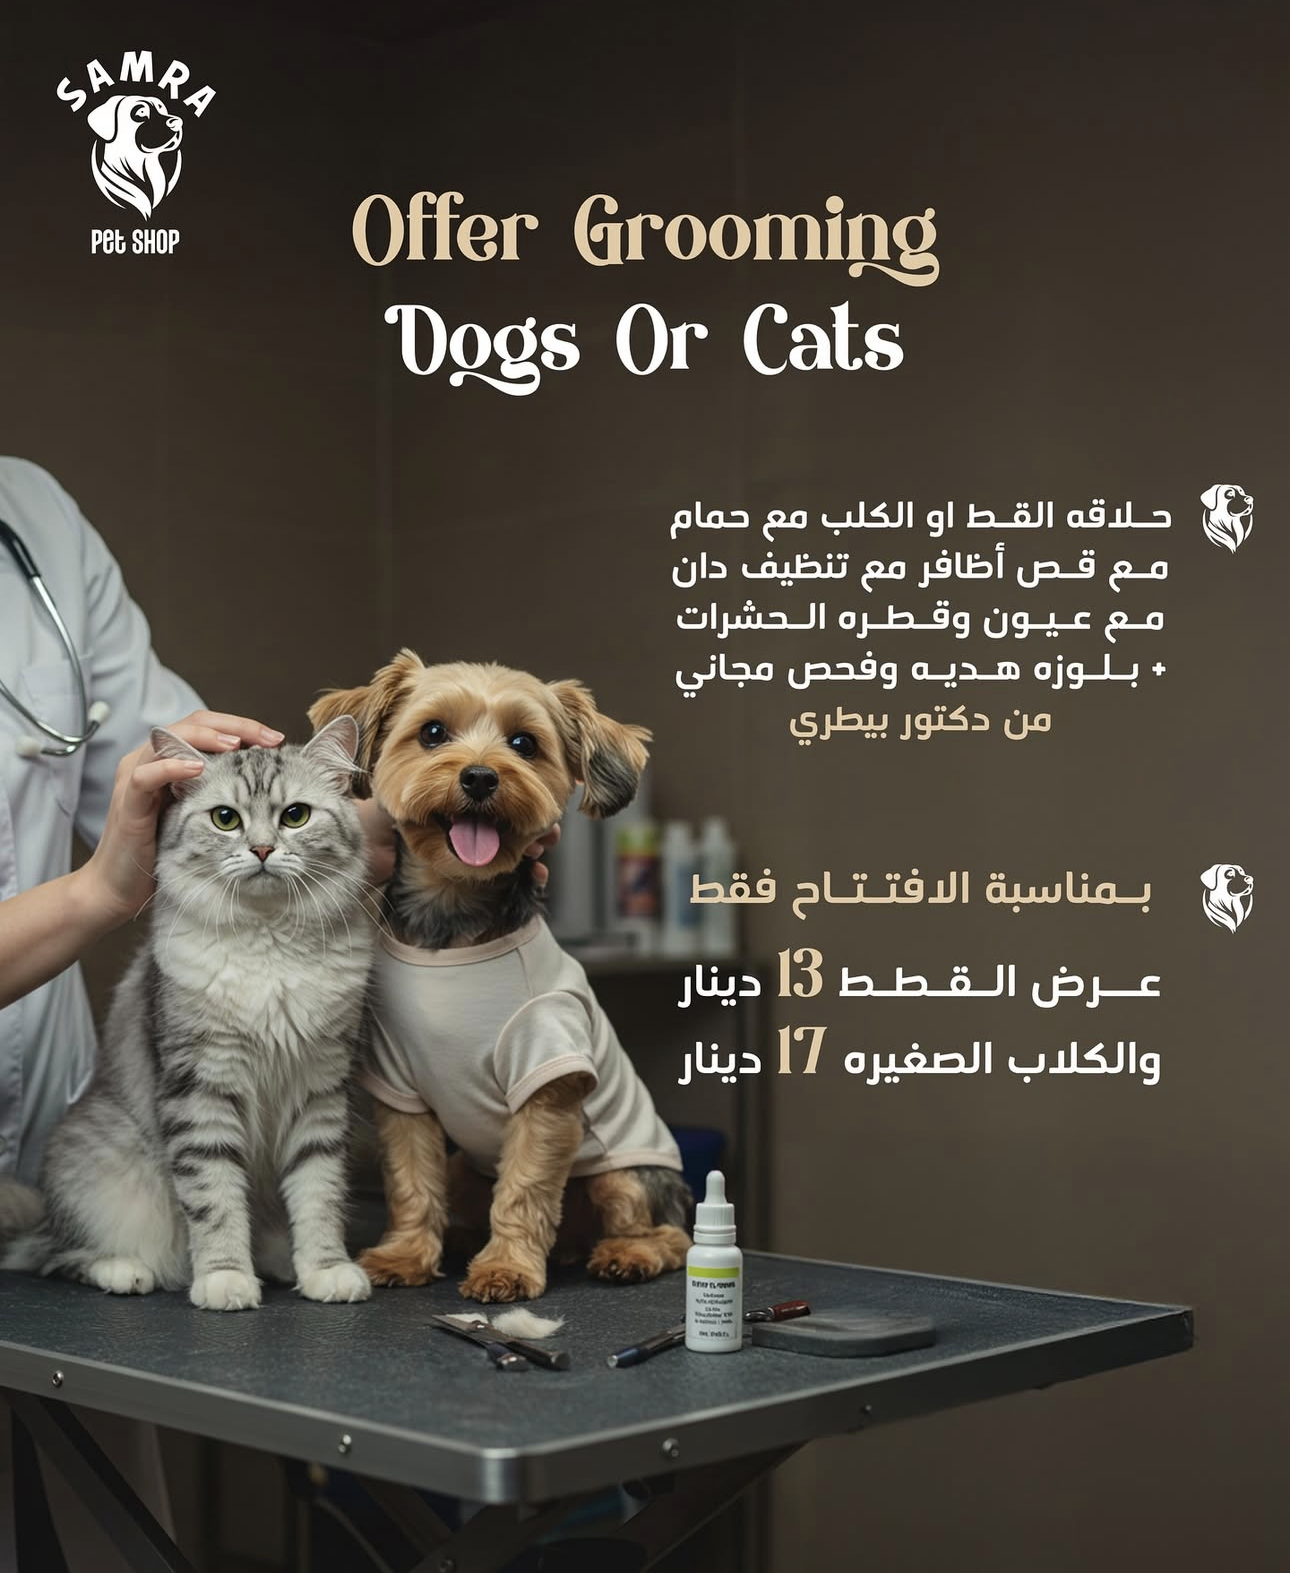 SAMRA
Pet SHOP
Offer Grooming
Dogs Or Cats
حلاقه القط او الكلب مع حمام
مع قص أظافر مع تنظيف دان
مع عيون وقطره الحشرات
+ بلوزه هديه وفحص مجاني
من دكتور بيطري
بمناسبة الافتتاح فقط
عرض القطط 13 دينار
والكلاب الصغيره 17 دينار